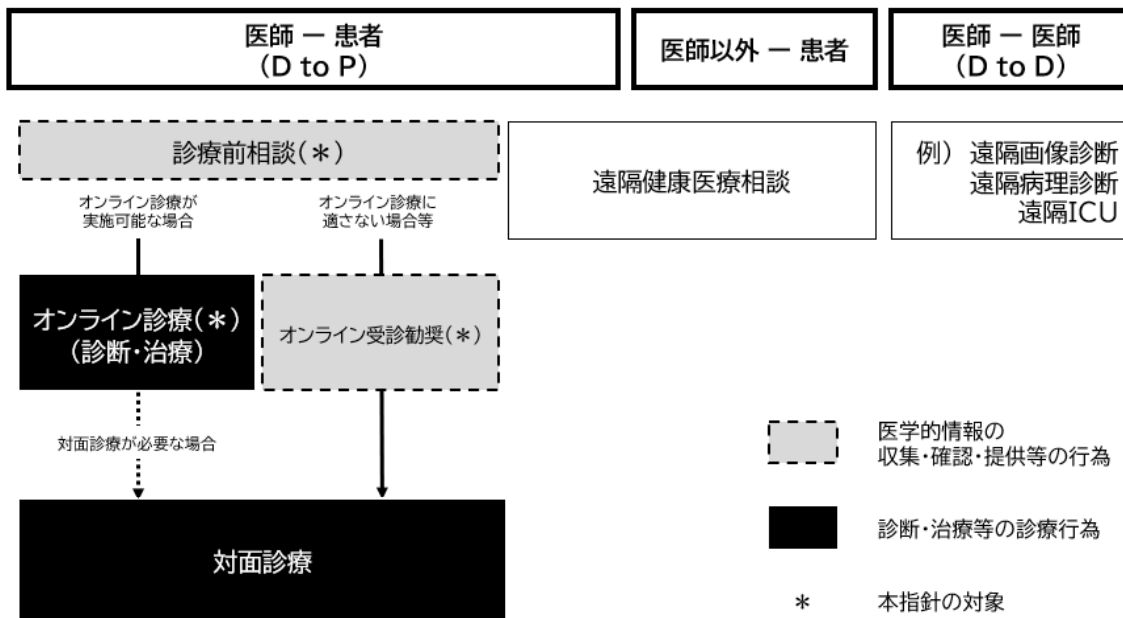 医師 ー 患者
(D to P)
医師以外 ー 患者
医師 ー 医師
(D to D)
診療前相談(＊)
オンライン診療が
実施可能な場合
オンライン診療に
適さない場合等
遠隔健康医療相談
例) 遠隔画像診断
遠隔病理診断
遠隔ICU
オンライン診療(＊)
(診断・治療)
オンライン受診勧奨(＊)
対面診療が必要な場合
対面診療
医学的情報の
収集・確認・提供等の行為
診断・治療等の診療行為
＊ 本指針の対象